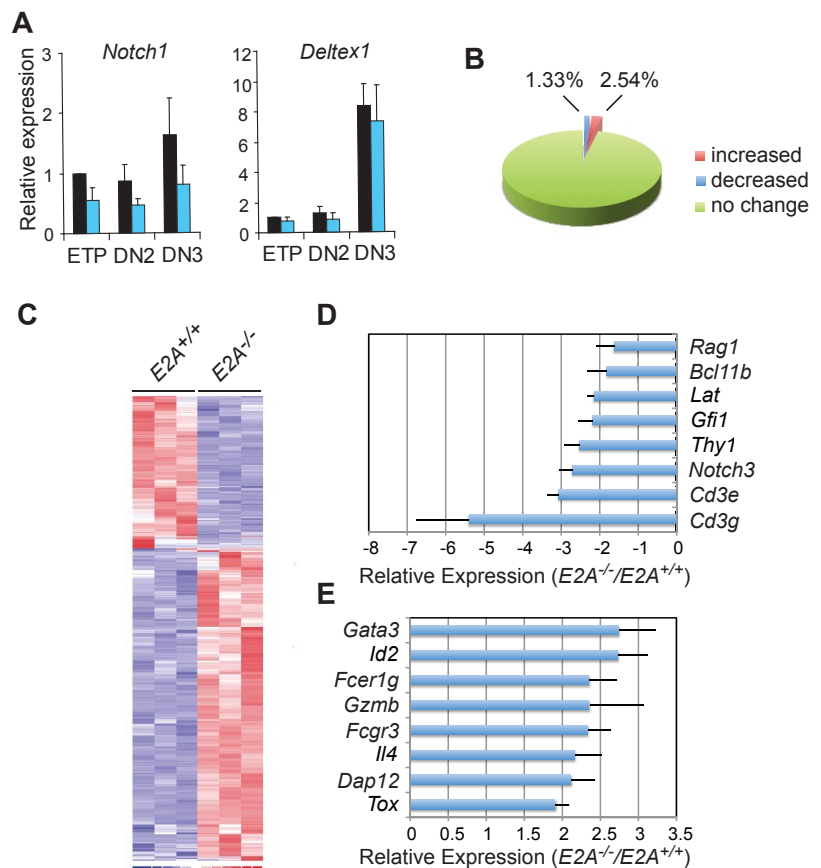 A
Notch1
Deltex1
Relative expression
3
2
1
0
ETP DN2 DN3
12
10
8
6
4
2
0
ETP DN2 DN3
B
1.33% 2.54%
increased
decreased
no change
C
E2A+/+
E2A-/-
D
Rag1
Bcl11b
Lat
Gfi1
Thy1
Notch3
Cd3e
Cd3g
-8 -7 -6 -5 -4 -3 -2 -1 0
Relative Expression (E2A-/-/E2A+/+)
E
Gata3
Id2
Fcer1g
Gzmb
Fcgr3
Il4
Dap12
Tox
0 0.5 1 1.5 2 2.5 3 3.5
Relative Expression (E2A-/-/E2A+/+)